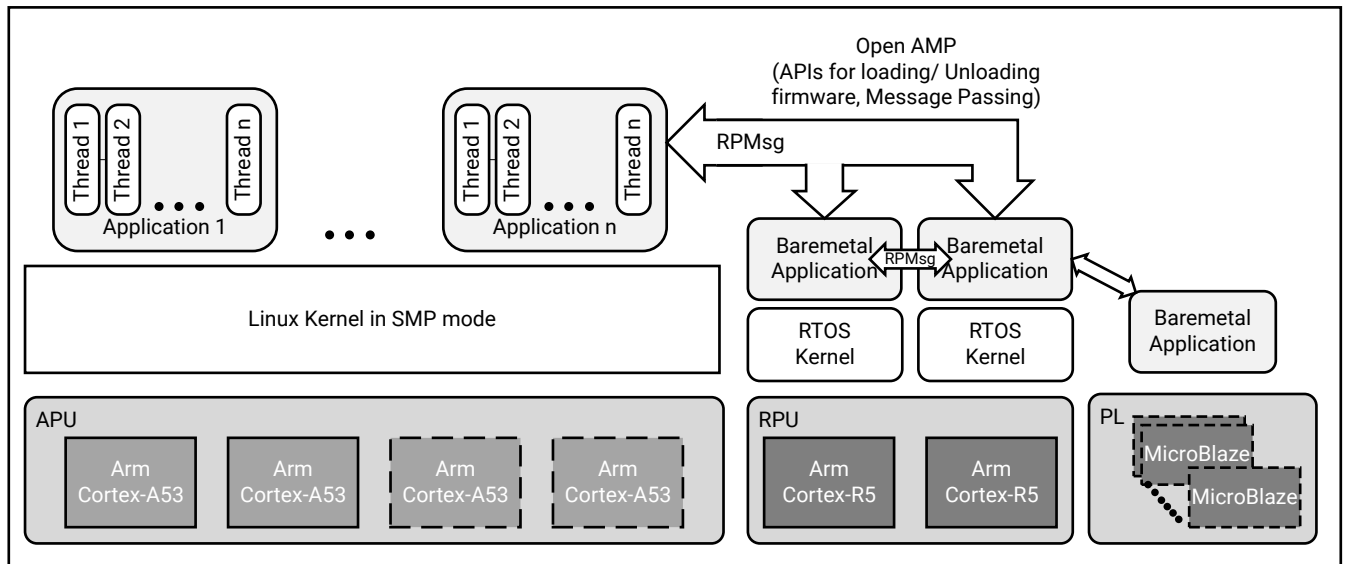 Open AMP
(APIs for loading/ Unloading
firmware, Message Passing)
Thread 1
Thread 2
Thread n
Application 1
Thread 1
Thread 2
Thread n
Application n
RPMsg
Baremetal
Application
RPMsg
Baremetal
Application
Baremetal
Application
Linux Kernel in SMP mode
RTOS
Kernel
RTOS
Kernel
APU
Arm
Cortex-A53
Arm
Cortex-A53
Arm
Cortex-A53
Arm
Cortex-A53
RPU
Arm
Cortex-R5
Arm
Cortex-R5
PL
MicroBlaze
MicroBlaze